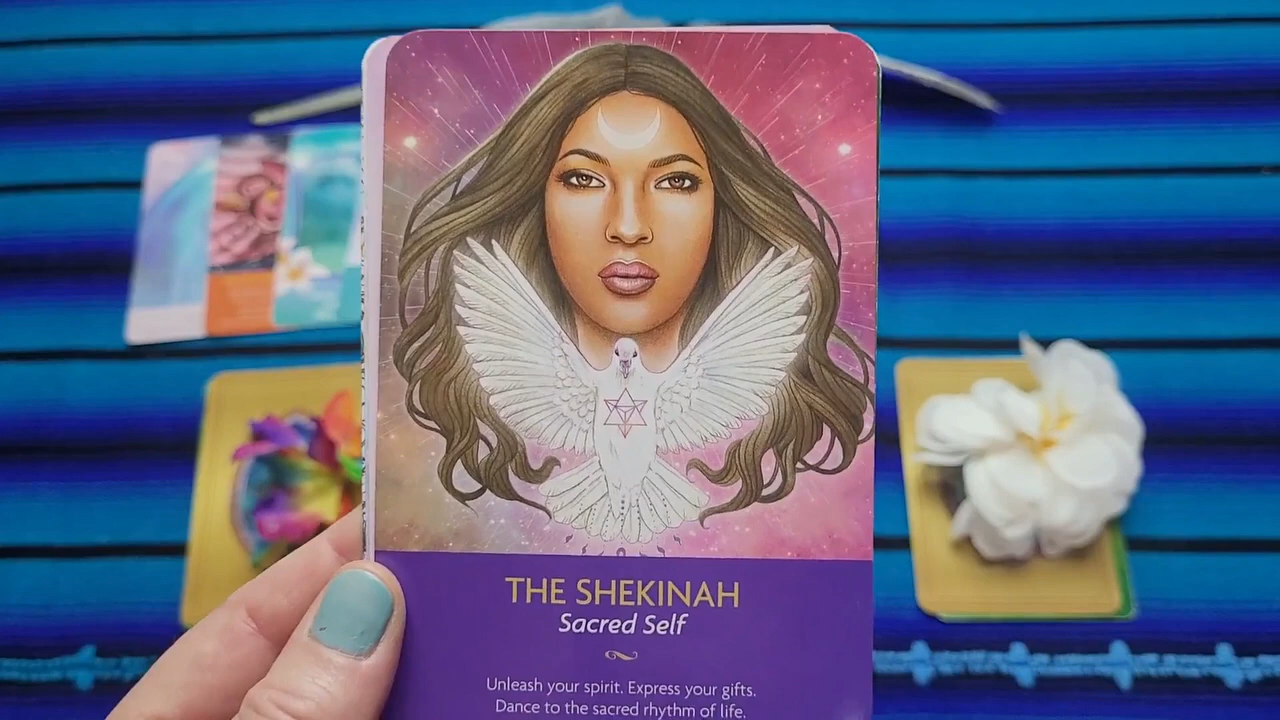 THE SHEKINAH
Sacred Self
Unleash your spirit. Express your gifts.
Dance to the sacred rhythm of life.